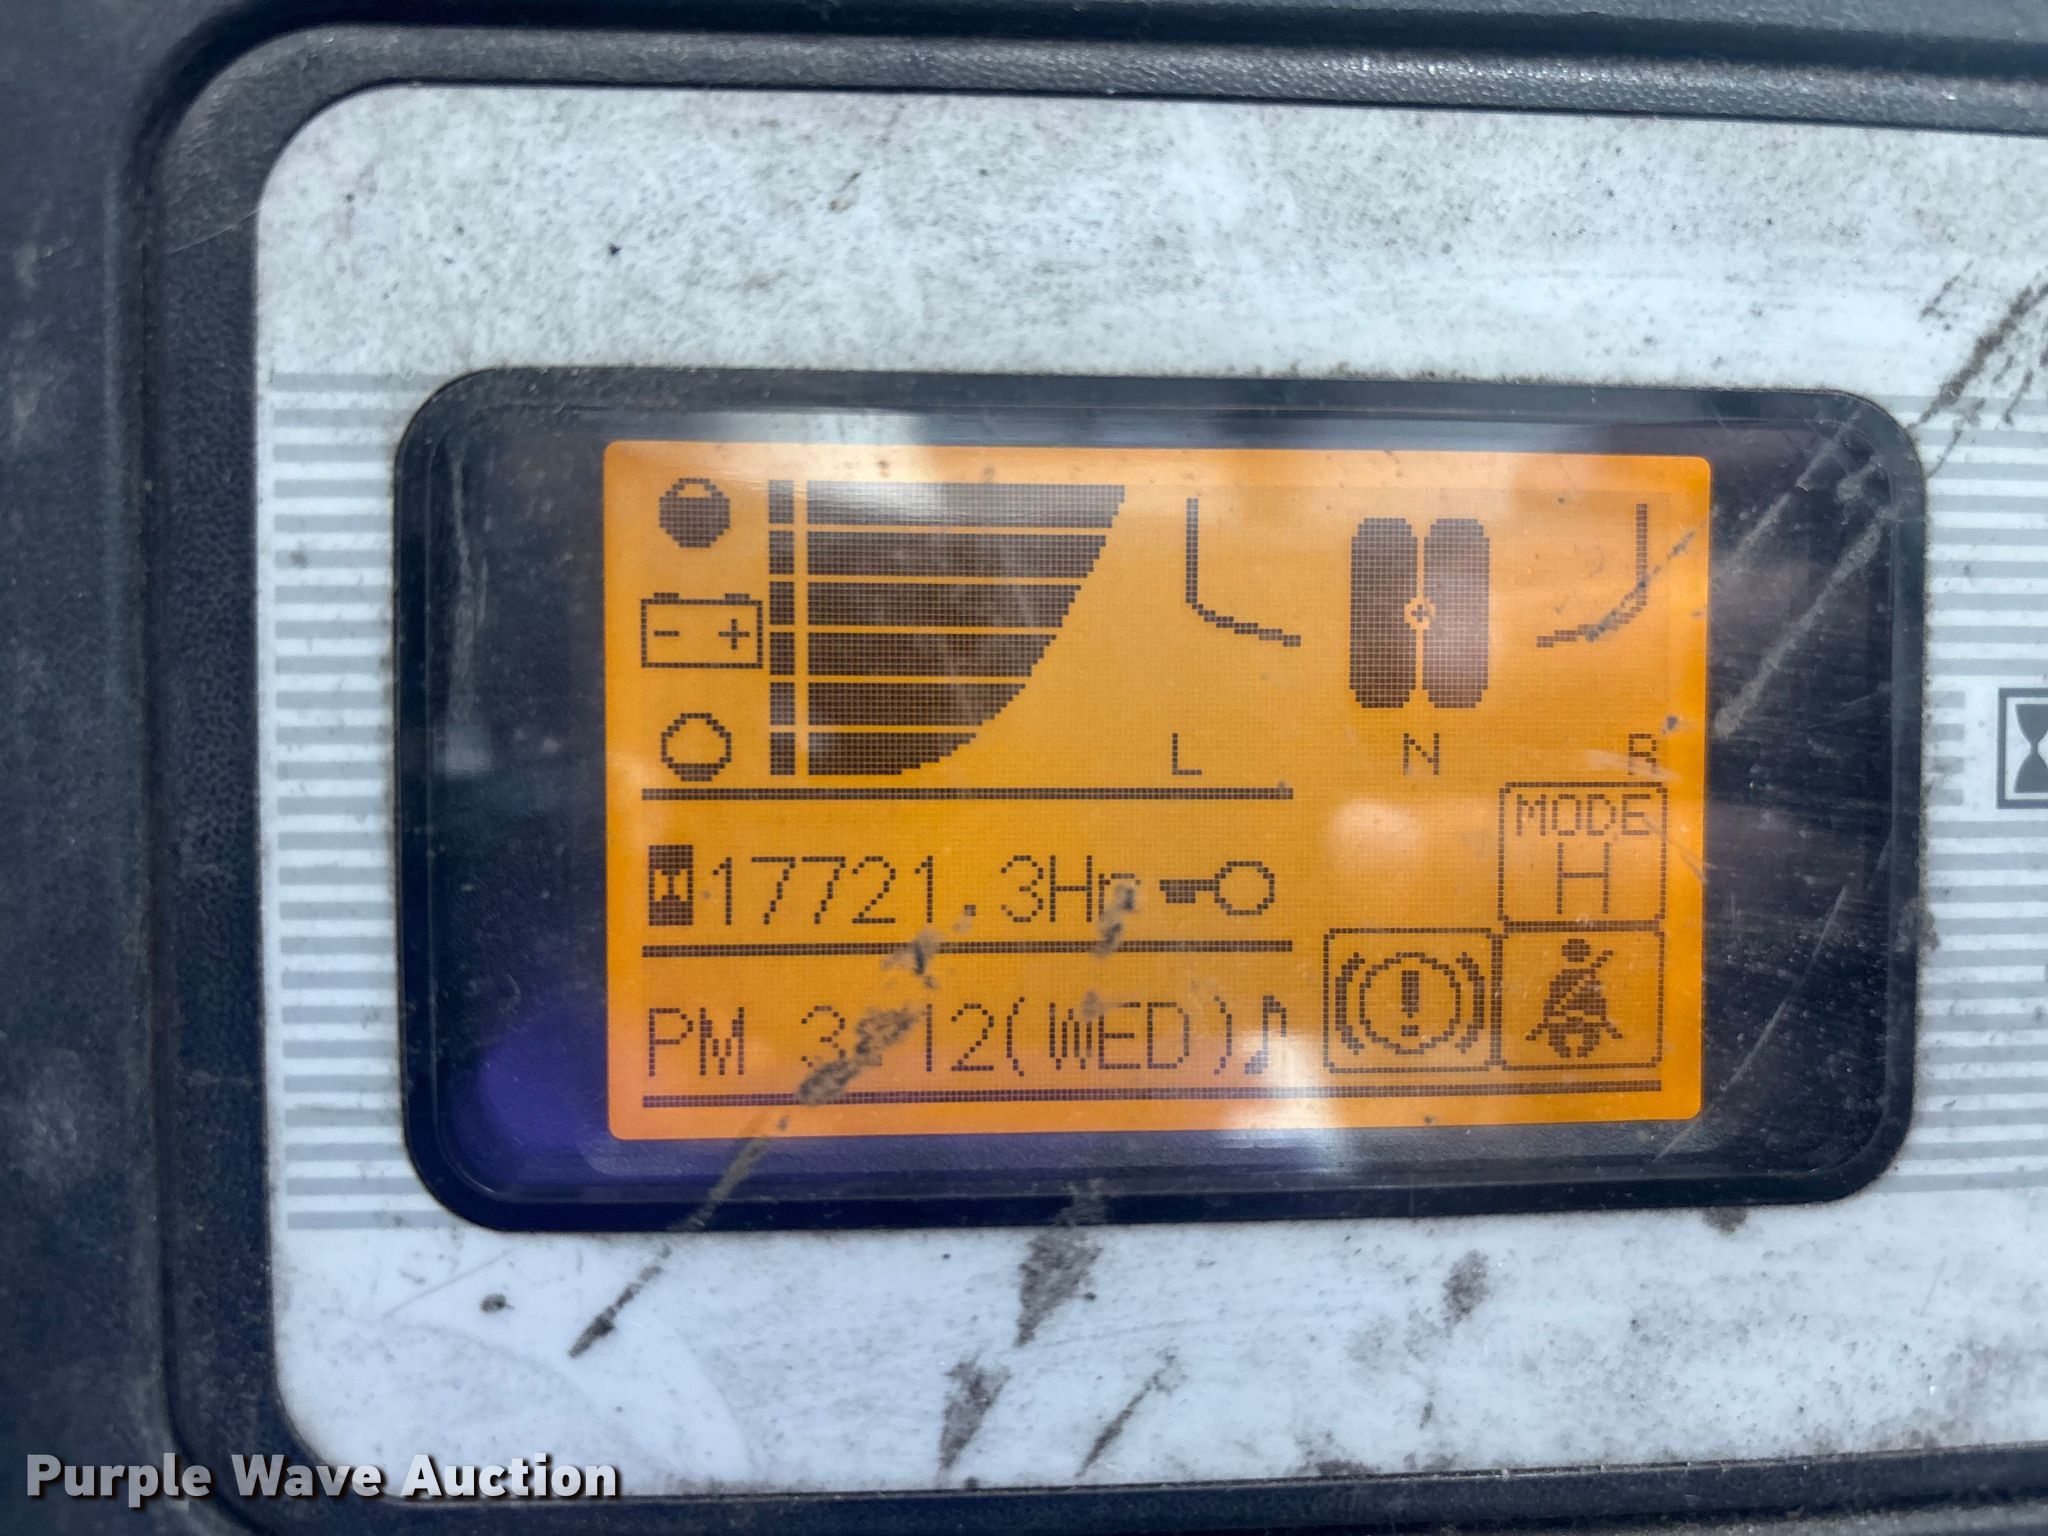 - +
L N R
MODE
H
17721.3Hr
PM 3:12(WED)
Purple Wave Auction